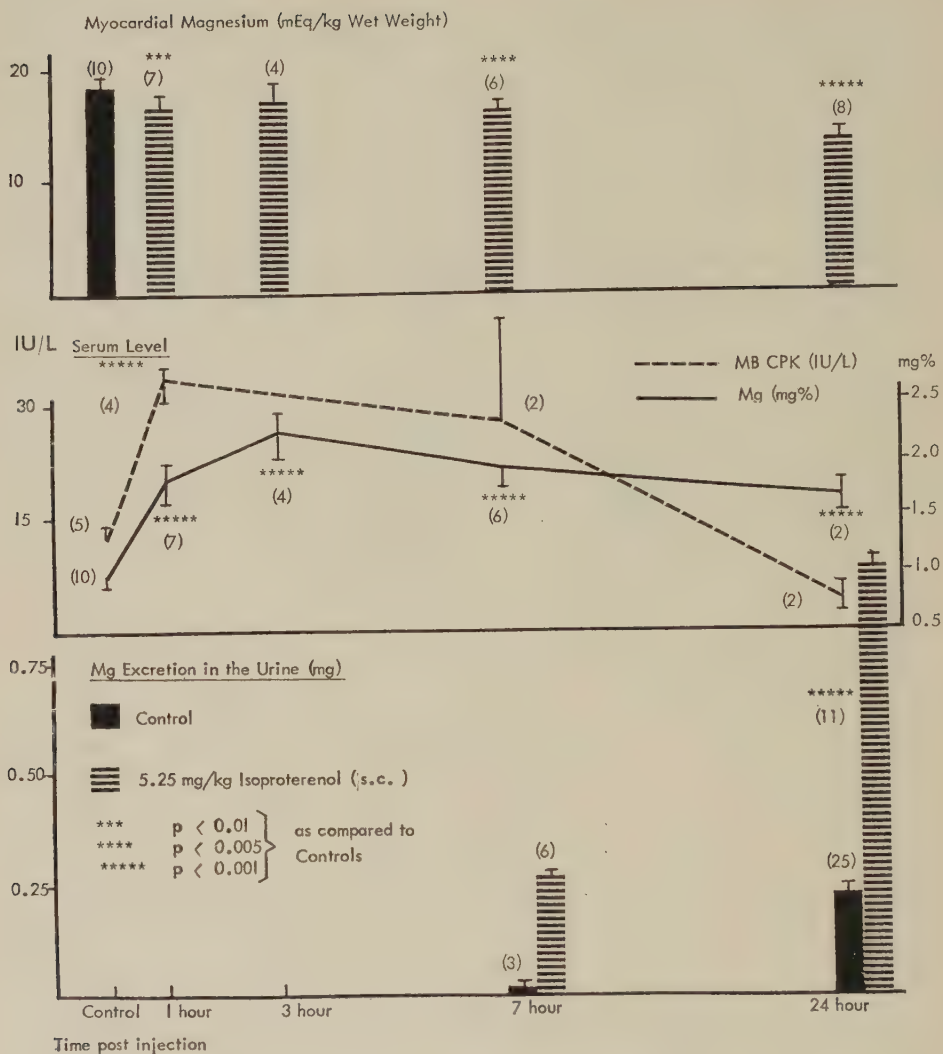 Myocardial Magnesium (mEq/kg Wet Weight)
20
10
(10)
***
(7)
(4)
****
(6)
*****
(8)
IU/L
Serum Level
30
15
MB CPK (IU/L)
Mg (mg%)
mg%
2.5
2.0
1.5
1.0
0.5
*****
(4)
(5)
(10)
*****
(7)
*****
(4)
(2)
*****
(6)
*****
(2)
(2)
Mg Excretion in the Urine (mg)
0.75
0.50
0.25
Control
5.25 mg/kg Isoproterenol (s.c.)
*** p < 0.01
**** p < 0.005
***** p < 0.001
as compared to
Controls
(3)
(6)
(25)
*****
(11)
Control 1 hour 3 hour 7 hour 24 hour
Time post injection